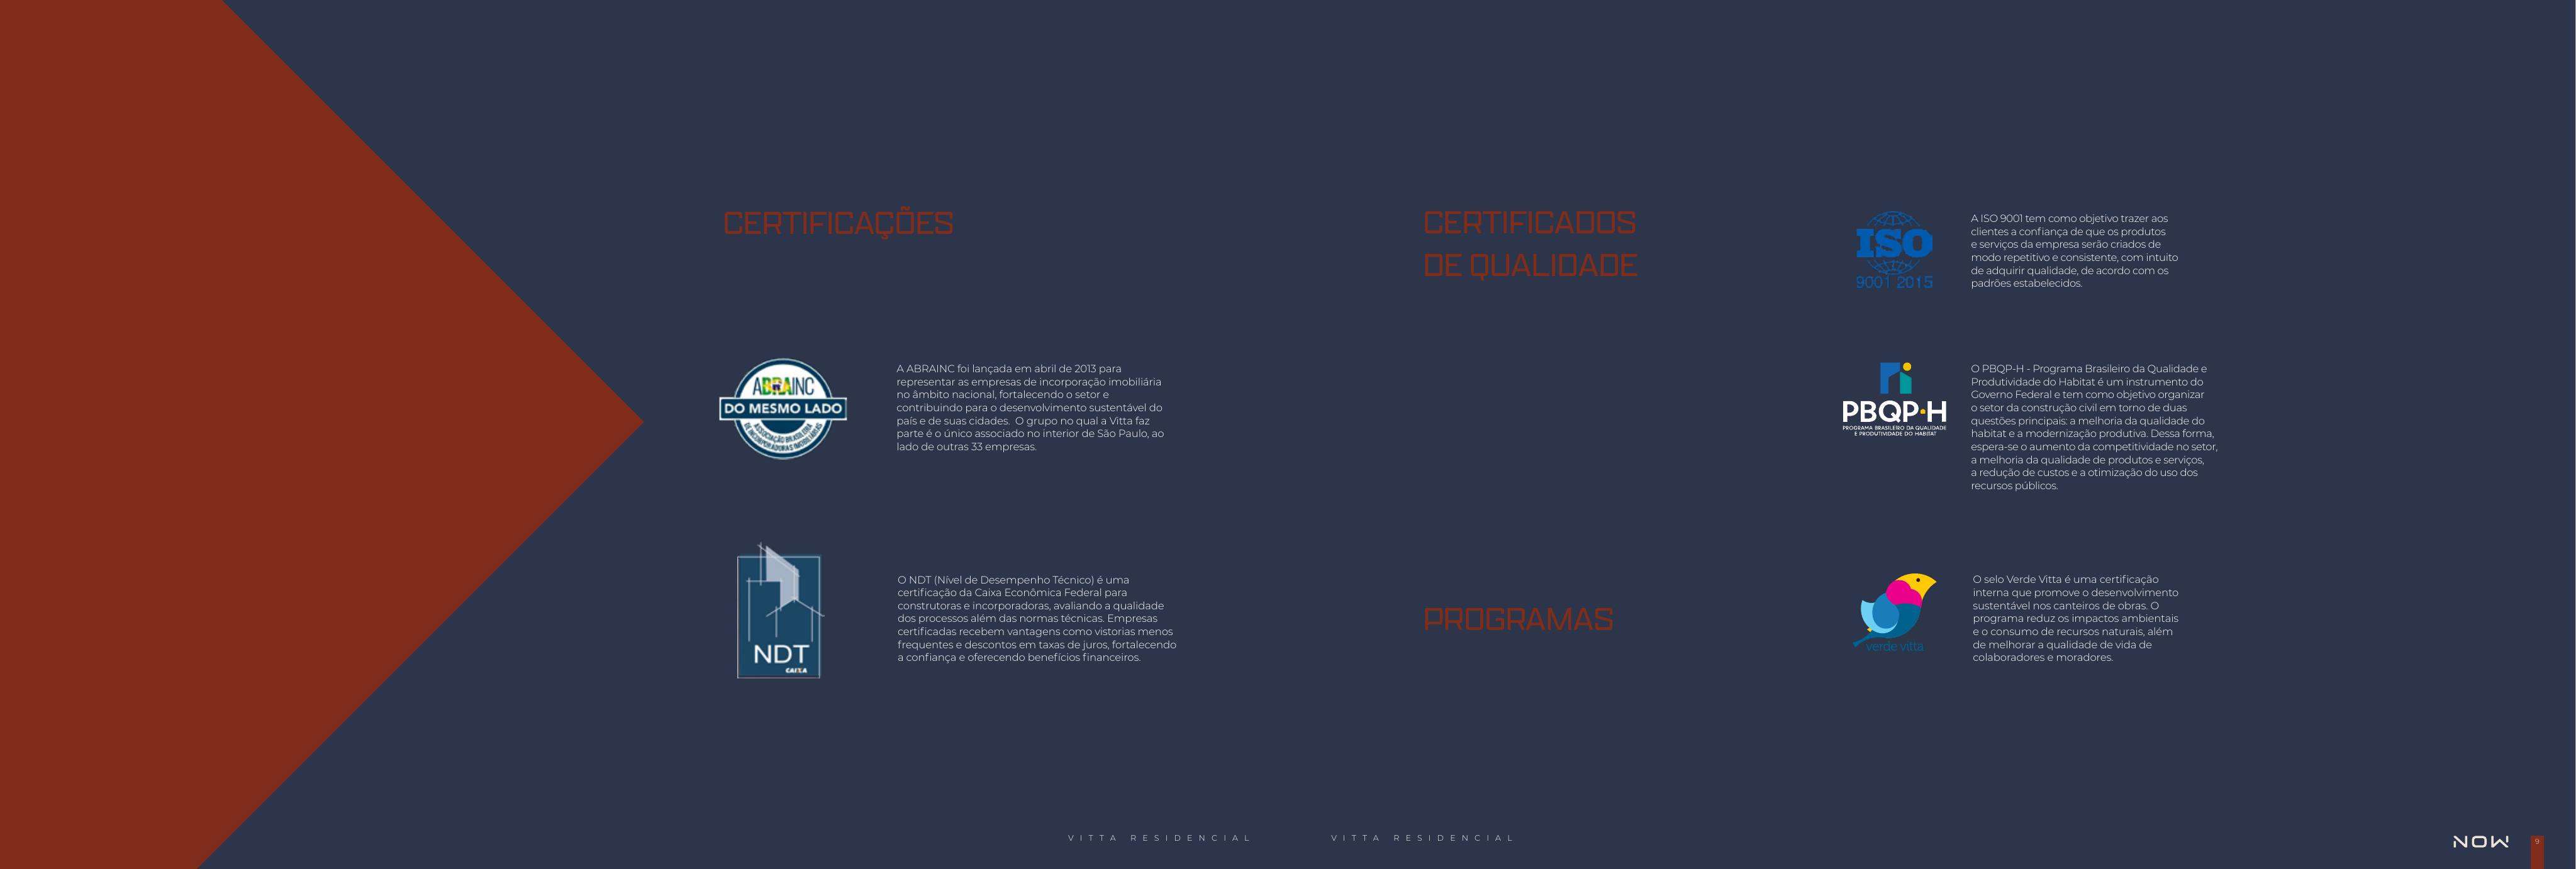 CERTIFICAÇÕES
ABRAINC
DO MESMO LADO
ASSOCIAÇÃO BRASILEIRA
DE INCORPORADORAS IMOBILIÁRIAS
A ABRAINC foi lançada em abril de 2013 para
representar as empresas de incorporação imobiliária
no âmbito nacional, fortalecendo o setor e
contribuindo para o desenvolvimento sustentável do
país e de suas cidades.  O grupo no qual a Vitta faz
parte é o único associado no interior de São Paulo, ao
lado de outras 33 empresas.
NDT
CAIXA
O NDT (Nível de Desempenho Técnico) é uma
certificação da Caixa Econômica Federal para
construtoras e incorporadoras, avaliando a qualidade
dos processos além das normas técnicas. Empresas
certificadas recebem vantagens como vistorias menos
frequentes e descontos em taxas de juros, fortalecendo
a confiança e oferecendo benefícios financeiros.
CERTIFICADOS
DE QUALIDADE
ISO
9001 2015
A ISO 9001 tem como objetivo trazer aos
clientes a confiança de que os produtos
e serviços da empresa serão criados de
modo repetitivo e consistente, com intuito
de adquirir qualidade, de acordo com os
padrões estabelecidos.
PBQP·H
PROGRAMA BRASILEIRO DA QUALIDADE
E PRODUTIVIDADE DO HABITAT
O PBQP-H - Programa Brasileiro da Qualidade e
Produtividade do Habitat é um instrumento do
Governo Federal e tem como objetivo organizar
o setor da construção civil em torno de duas
questões principais: a melhoria da qualidade do
habitat e a modernização produtiva. Dessa forma,
espera-se o aumento da competitividade no setor,
a melhoria da qualidade de produtos e serviços,
a redução de custos e a otimização do uso dos
recursos públicos.
PROGRAMAS
verde vitta
O selo Verde Vitta é uma certificação
interna que promove o desenvolvimento
sustentável nos canteiros de obras. O
programa reduz os impactos ambientais
e o consumo de recursos naturais, além
de melhorar a qualidade de vida de
colaboradores e moradores.
VITTA RESIDENCIAL
VITTA RESIDENCIAL
NOW
9